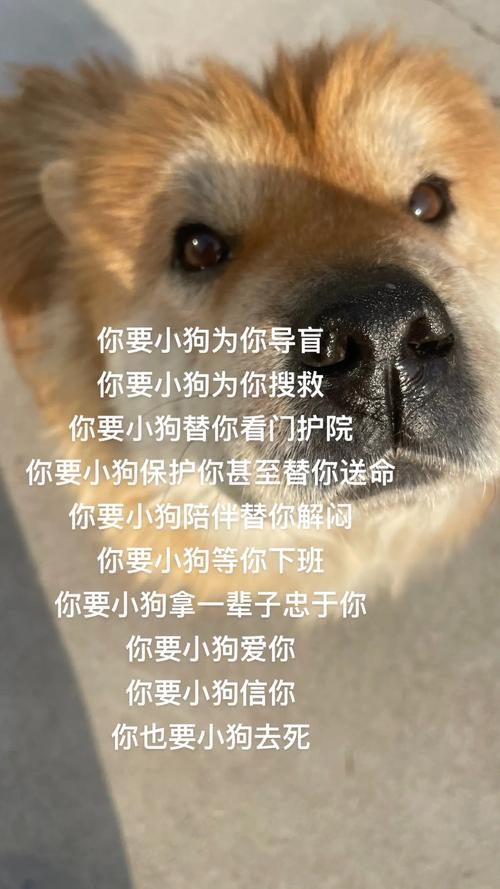 你要小狗为你导盲
你要小狗为你搜救
你要小狗替你看门护院
你要小狗保护你甚至替你送命
你要小狗陪伴替你解闷
你要小狗等你下班
你要小狗拿一辈子忠于你
你要小狗爱你
你要小狗信你
你也要小狗去死